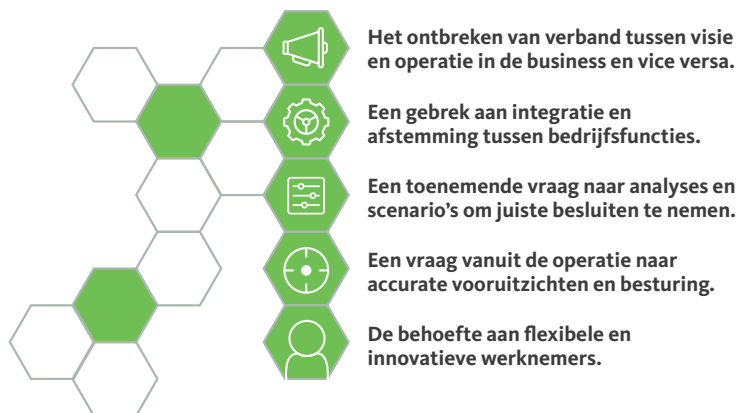 Het ontbreken van verband tussen visie
en operatie in de business en vice versa.
Een gebrek aan integratie en
afstemming tussen bedrijfsfuncties.
Een toenemende vraag naar analyses en
scenario's om juiste besluiten te nemen.
Een vraag vanuit de operatie naar
accurate vooruitzichten en besturing.
De behoefte aan flexibele en
innovatieve werknemers.